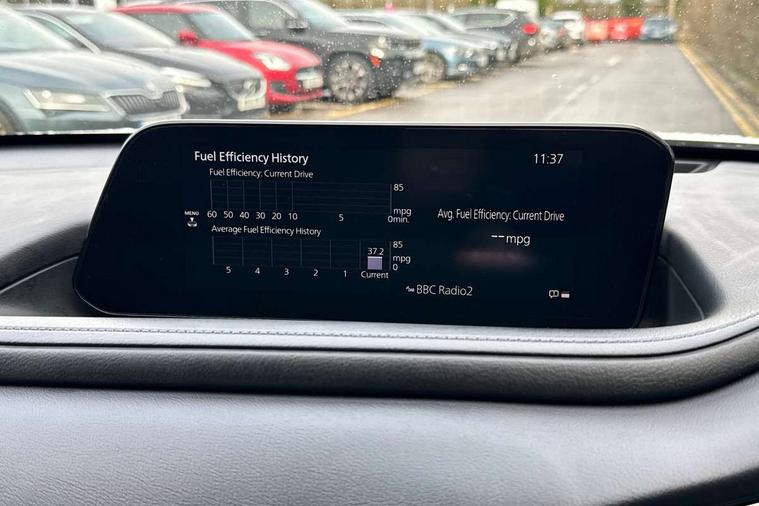 Fuel Efficiency History
11:37
Fuel Efficiency: Current Drive
85
mpg
0min.
60 50 40 30 20 10 5
MENU
Avg. Fuel Efficiency: Current Drive
--mpg
Average Fuel Efficiency History
85
mpg
0
37.2
5 4 3 2 1 Current
BBC Radio2